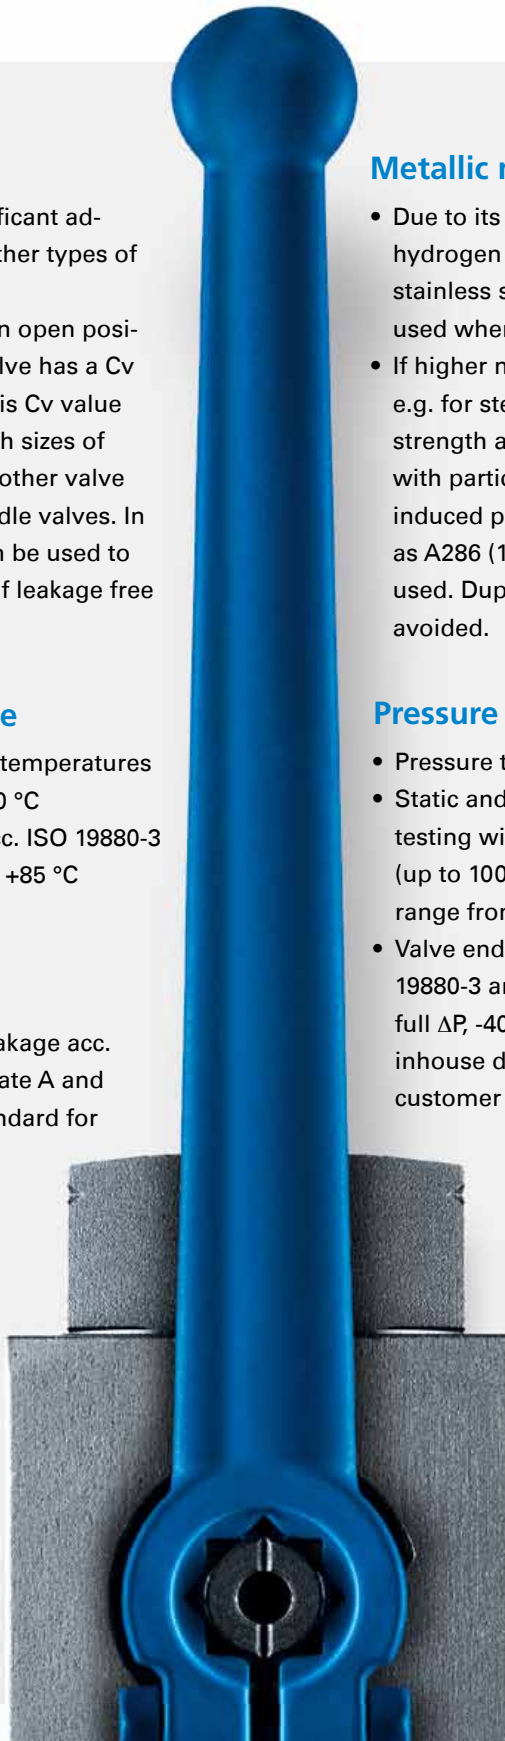 ficant ad-
ther types of
n open posi-
lve has a Cv
is Cv value
h sizes of
other valve
dle valves. In
n be used to
f leakage free
e
temperatures
0 °C
c. ISO 19880-3
+85 °C
akage acc.
ate A and
ndard for
Metallic
• Due to its
hydrogen
stainless s
used when
• If higher n
e.g. for ste
strength a
with partic
induced p
as A286 (1
used. Dup
avoided.
Pressure
• Pressure t
• Static and
testing wi
(up to 100
range from
• Valve end
19880-3 an
full ΔP, -40
inhouse d
customer